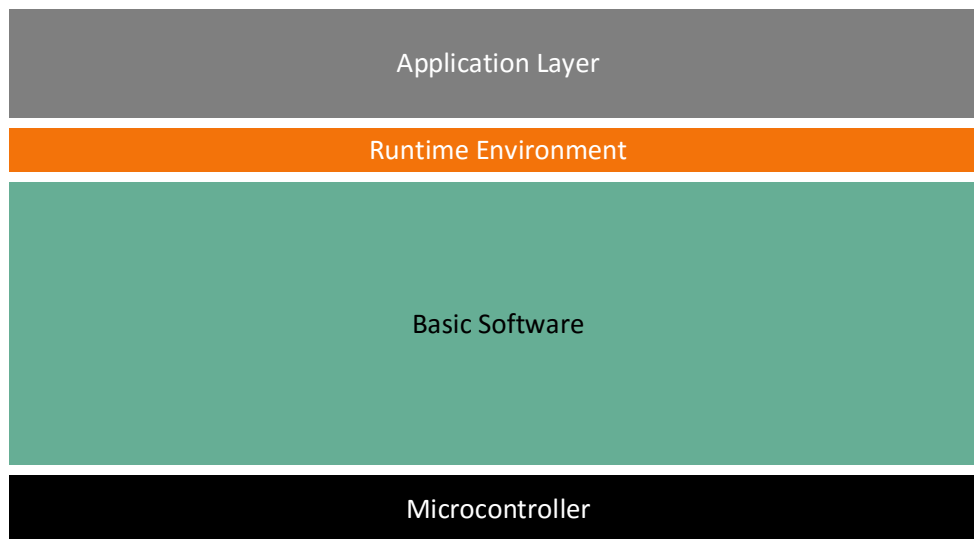 Application Layer
Runtime Environment
Basic Software
Microcontroller